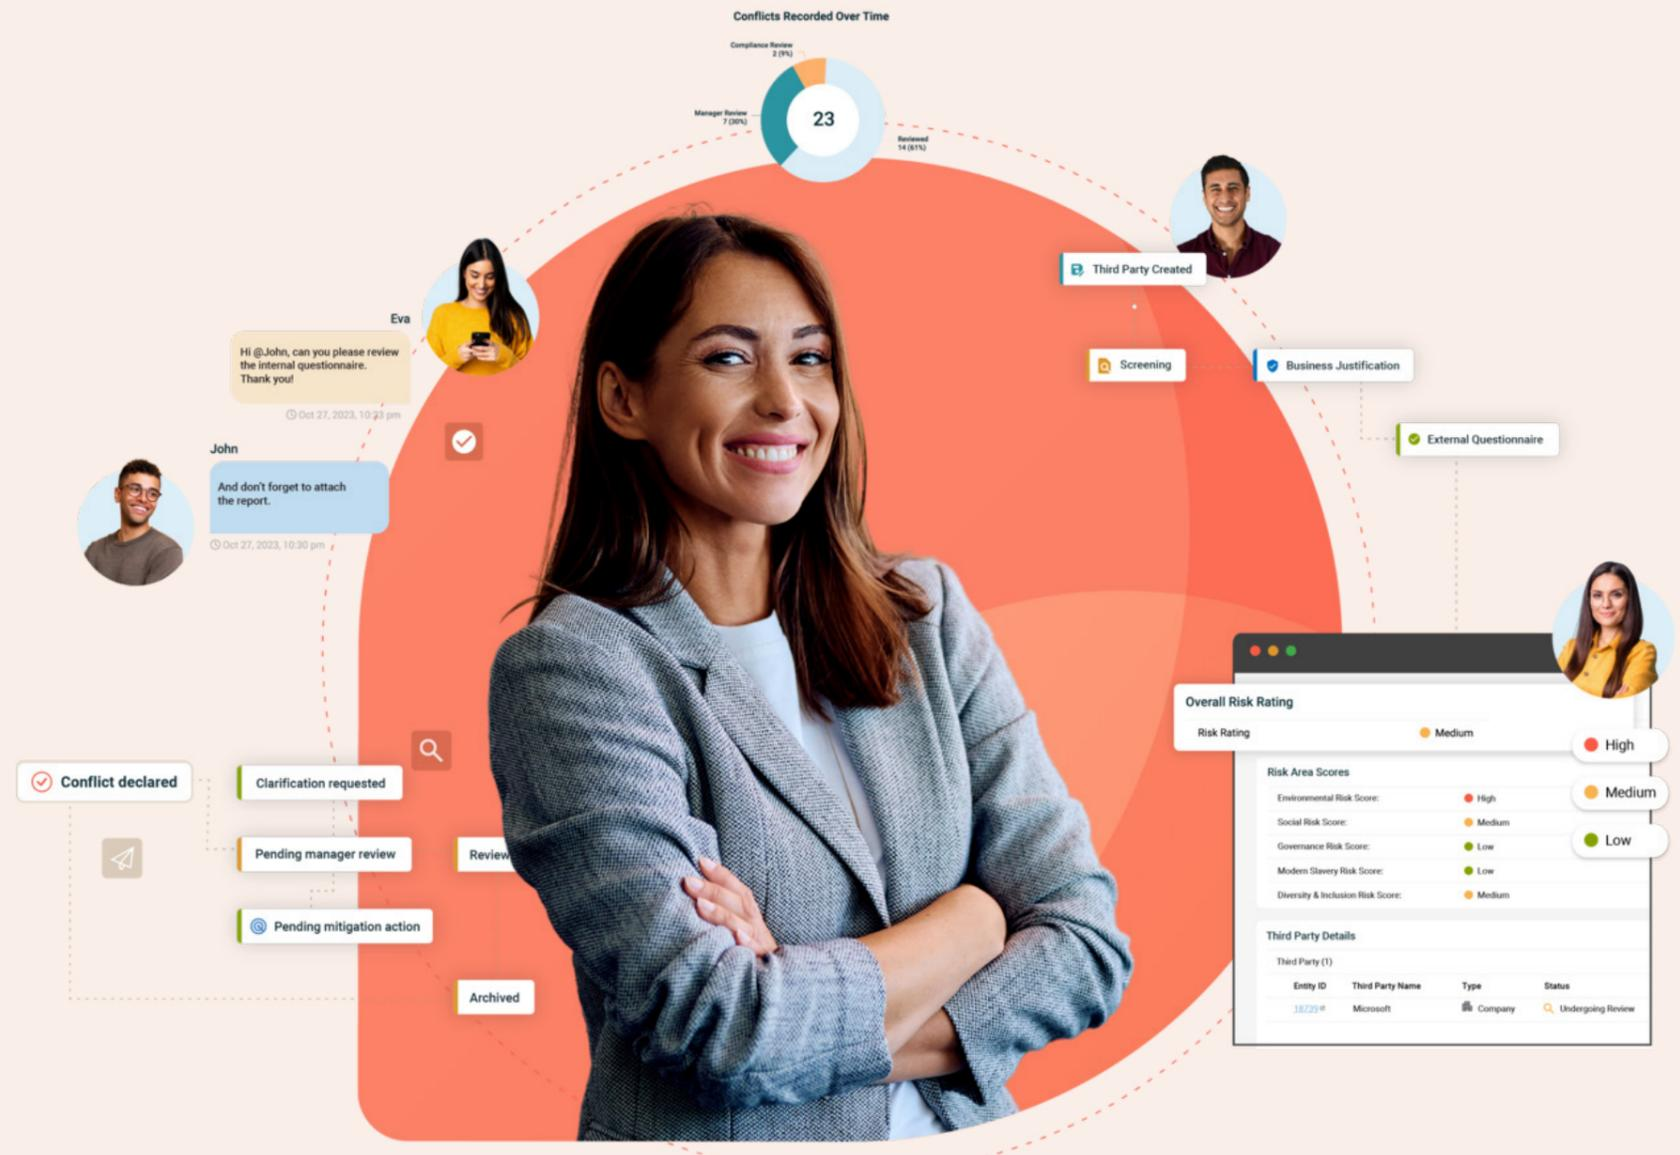 Conflicts Recorded Over Time
Compliance Review
2 (9%)
Manager Review
7 (30%)
23
Reviewed
14 (61%)
Eva
Hi @John, can you please review
the internal questionnaire.
Thank you!
Oct 27, 2023, 10:33 pm
John
And don't forget to attach
the report.
Oct 27, 2023, 10:30 pm
Third Party Created
Screening
Business Justification
External Questionnaire
Conflict declared
Clarification requested
Pending manager review
Review
Pending mitigation action
Archived
Overall Risk Rating
Risk Rating
Medium
High
Medium
Low
Risk Area Scores
Environmental Risk Score:
High
Social Risk Score:
Medium
Governance Risk Score:
Low
Modern Slavery Risk Score:
Low
Diversity & Inclusion Risk Score:
Medium
Third Party Details
Third Party (1)
Entity ID
Third Party Name
Type
Status
18739
Microsoft
Company
Undergoing Review